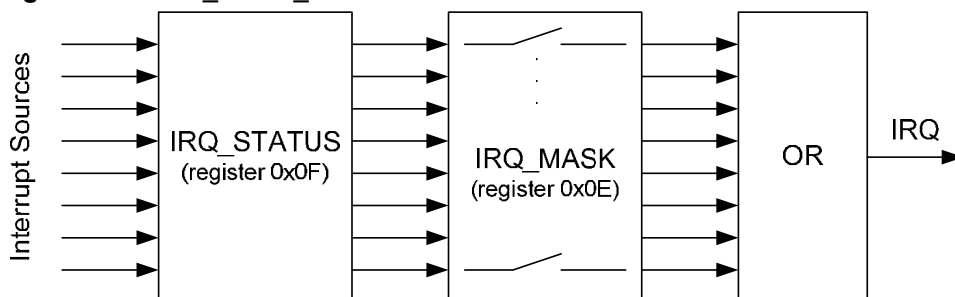 Interrupt Sources
IRQ_STATUS
(register 0x0F)
IRQ_MASK
(register 0x0E)
OR
IRQ